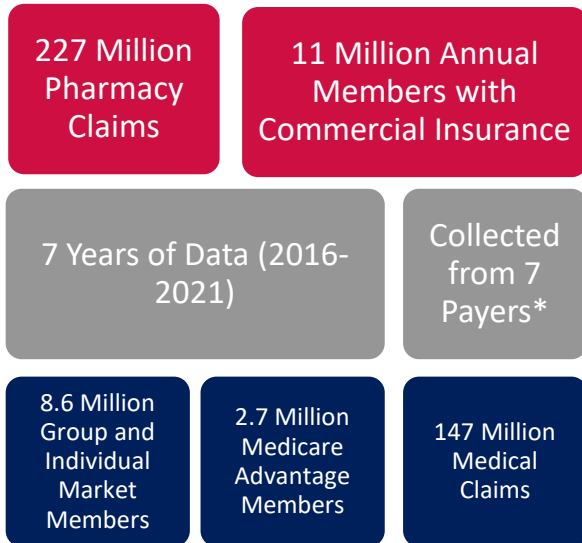 227 Million
Pharmacy
Claims
11 Million Annual
Members with
Commercial Insurance
7 Years of Data (2016-
2021)
Collected
from 7
Payers*
8.6 Million
Group and
Individual
Market
Members
2.7 Million
Medicare
Advantage
Members
147 Million
Medical
Claims